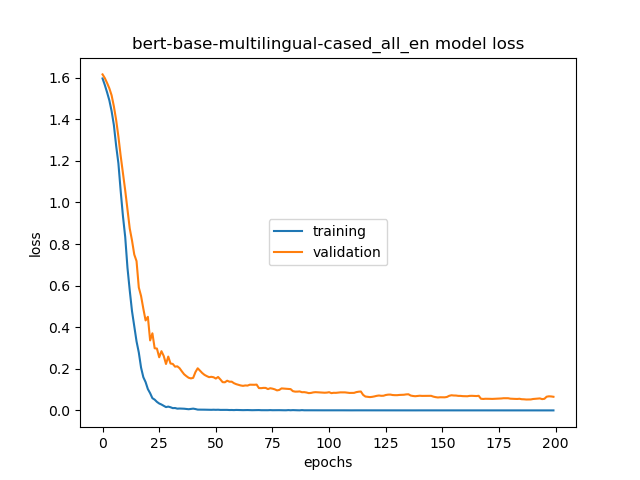 bert-base-multilingual-cased_all_en model loss
loss
1.6
1.4
1.2
1.0
0.8
0.6
0.4
0.2
0.0
training
validation
0 25 50 75 100 125 150 175 200
epochs